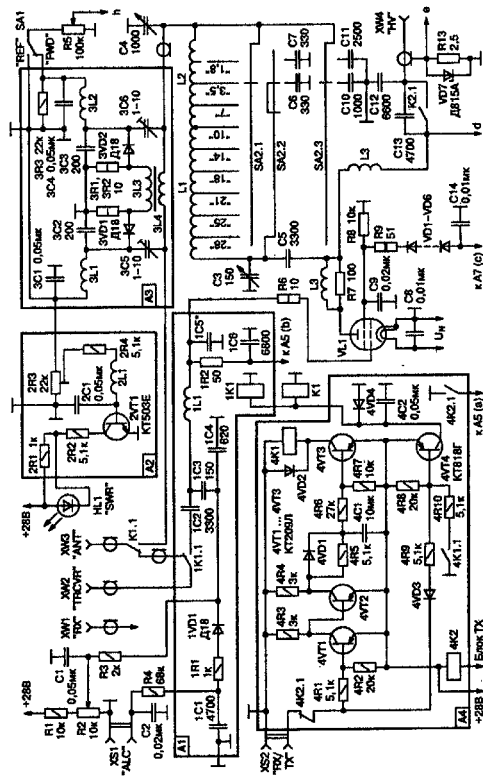 +28В
R1
10к
R2
10к
XS1
"ALC"
C1
0,05мк
R3
2к
R4
68к
C2
0,02мк
XW1
"RX"
XW2
"TRCVR"
XW3
"ANT"
K1.1
1K1.1
+28В
HL1
"SWR"
2R1 1к
2R2
5,1к
2R3
22к
2C1
0,05мк
2R4
5,1к
2L1
2VT1
КТ503Е
A2
3C1 0,05мк
3L1
3C2
200
3C5
1–10
3VD1
Д18
3R1,
3R2
10
3VD2
Д18
3L3
3L4
3C3
200
3C6
1–10
3L2
3R3 22к
3C4 0,05мк
A3
"REF"
"FWD"
SA1
R5
100к
h
C4
1000
A1
1C1
4700
1R1
1к
1VD1
Д18
1C2
3300
1C3
150
1C4
620
1L1
1R2
50
1C5*
1C6
6800
к A5 (b)
1K1
K1
R6
10
C3
150
L1
L2
"28"
"25"
"21"
"18"
"14"
"10"
"7"
"3,5"
"1,8"
C5
3300
SA2.1
SA2.2
SA2.3
C6
330
C7
330
C10
1000
C11
2500
C12
6600
C13
4700
K2.1
XW4
"HV"
e
R13
2,5
VD7
Д815А
d
L3
L3
R7
100
VL1
R8 10к
R9
51
C9
0,02мк
C8
0,01мк
Uн
VD1–VD6
C14
0,01мк
к A7 (c)
XS2
"RX/
TX"
4K2.1
4R1
5,1к
4R2
20к
4VT1
4R3
3к
4VT2
4R4
3к
4VT1 ... 4VT3
КТ209Л
4VD1
4R5
5,1к
4R6
27к
4C1
10мк
4R7
10к
4VT3
4K1
4VD2
4VD4
4C2
0,05мк
4K2.1
к A5 (a)
4VT4
КТ818Г
4R8
20к
4R9
5,1к
4R10
5,1к
4K1.1
4VD3
4K2
A4
+28В
Блок TX